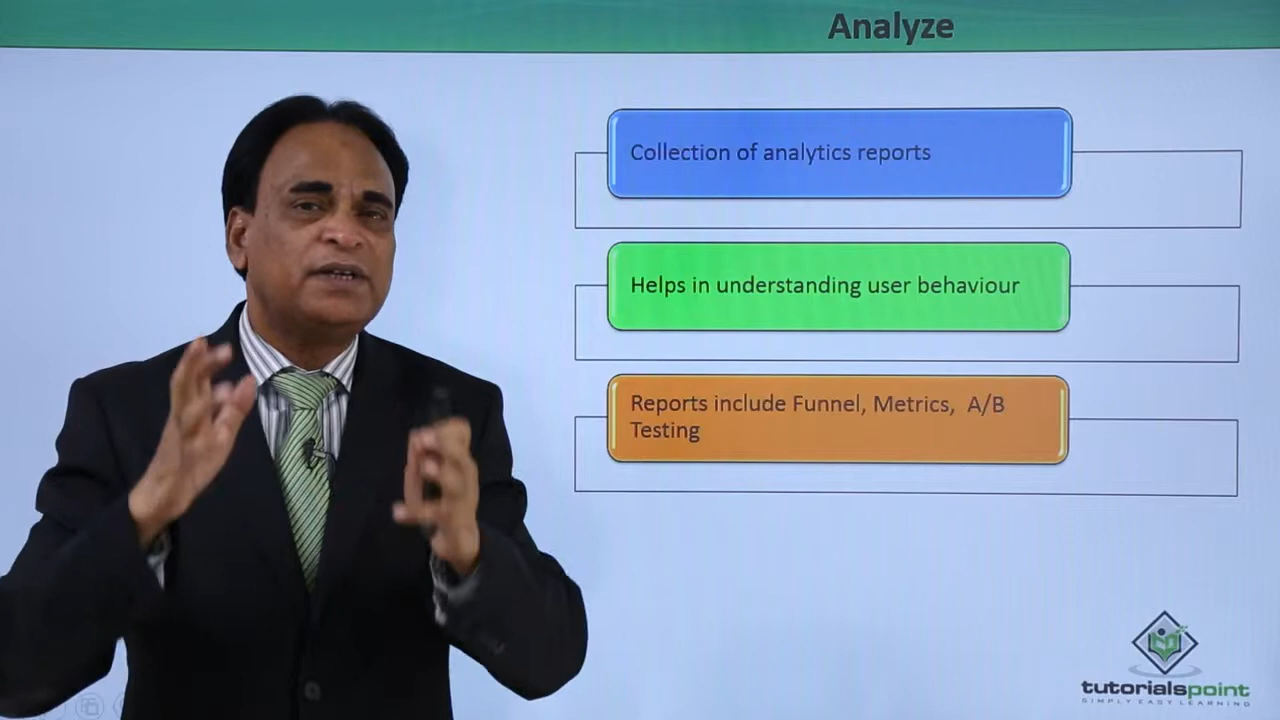 Analyze
Collection of analytics reports
Helps in understanding user behaviour
Reports include Funnel, Metrics, A/B
Testing
tutorialspoint
SIMPLY EASY LEARNING